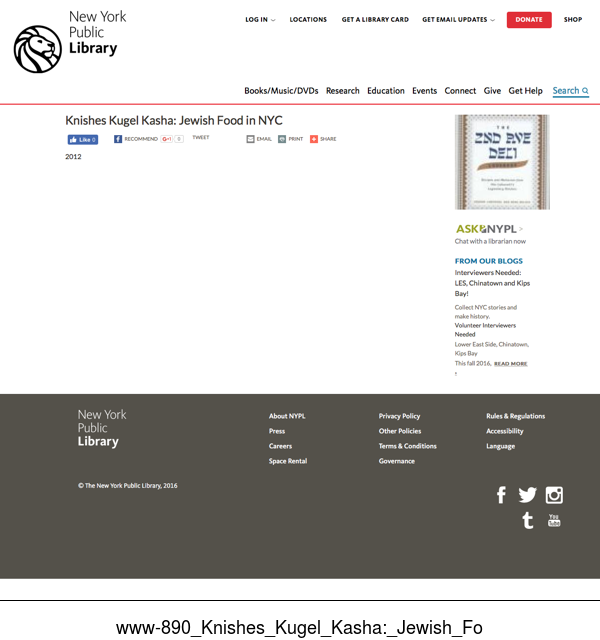 New York
Public
Library
LOG IN
LOCATIONS
GET A LIBRARY CARD
GET EMAIL UPDATES
DONATE
SHOP
Books/Music/DVDs Research Education Events Connect Give Get Help Search
Knishes Kugel Kasha: Jewish Food in NYC
Like 0
RECOMMEND
G+1 0
TWEET
EMAIL
PRINT
SHARE
2012
THE
2ND AVE
DELI
COOKBOOK
ASKNYPL >
Chat with a librarian now
FROM OUR BLOGS
Interviewers Needed:
LES, Chinatown and Kips
Bay!
Collect NYC stories and
make history.
Volunteer Interviewers
Needed
Lower East Side, Chinatown,
Kips Bay
This fall 2016, READ MORE
›
New York
Public
Library
About NYPL
Press
Careers
Space Rental
Privacy Policy
Other Policies
Terms & Conditions
Governance
Rules & Regulations
Accessibility
Language
© The New York Public Library, 2016
You
Tube
www-890_Knishes_Kugel_Kasha:_Jewish_Fo